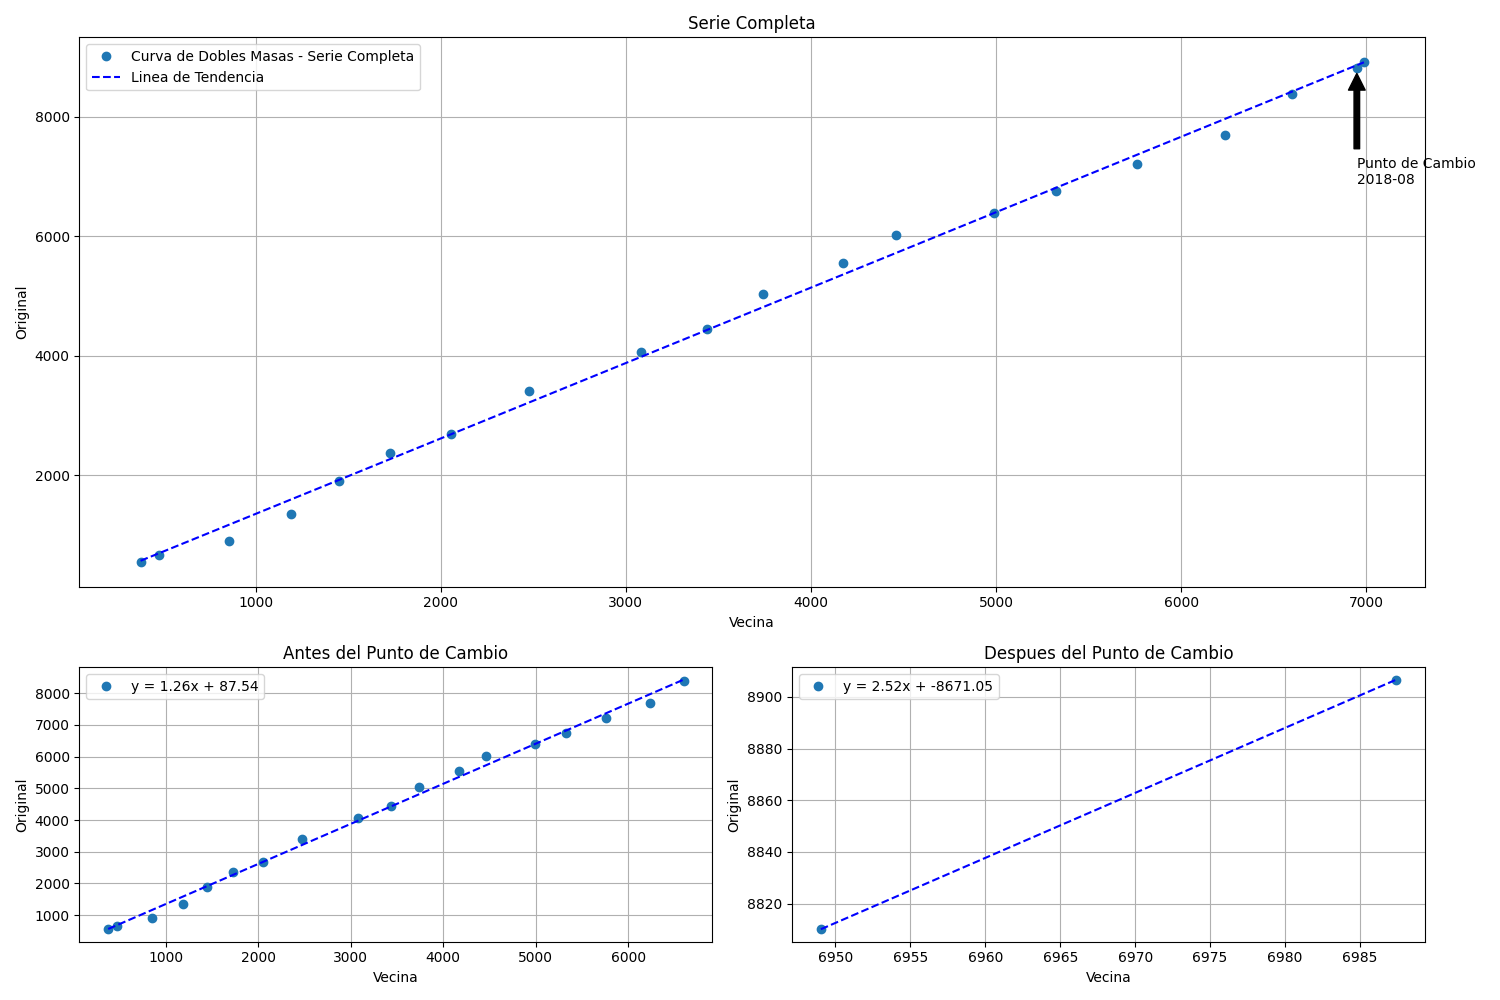 Serie Completa
Curva de Dobles Masas - Serie Completa
Linea de Tendencia
8000
6000
4000
2000
Original
Punto de Cambio
2018-08
1000 2000 3000 4000 5000 6000 7000
Vecina
Antes del Punto de Cambio
y = 1.26x + 87.54
8000
7000
6000
5000
4000
3000
2000
1000
Original
1000 2000 3000 4000 5000 6000
Vecina
Despues del Punto de Cambio
y = 2.52x + -8671.05
8900
8880
8860
8840
8820
Original
6950 6955 6960 6965 6970 6975 6980 6985
Vecina